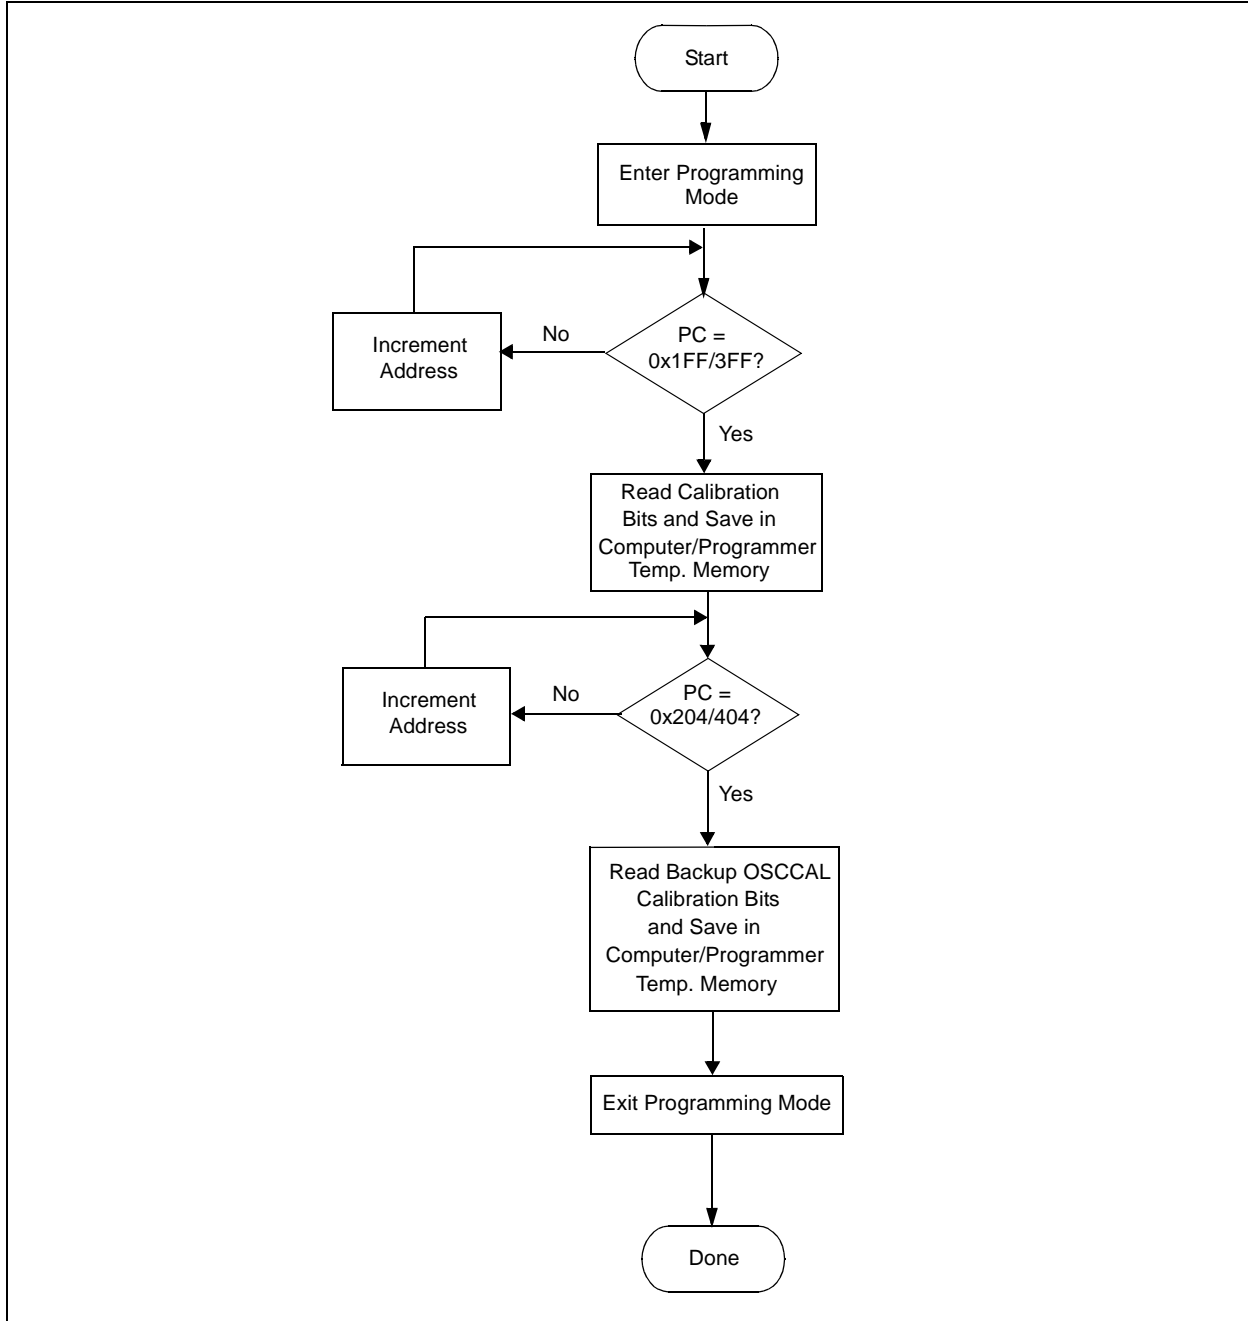 Start
Enter Programming
Mode
No
PC =
0x1FF/3FF?
Increment
Address
Yes
Read Calibration
Bits and Save in
Computer/Programmer
Temp. Memory
No
PC =
0x204/404?
Increment
Address
Yes
Read Backup OSCCAL
Calibration Bits
and Save in
Computer/Programmer
Temp. Memory
Exit Programming Mode
Done